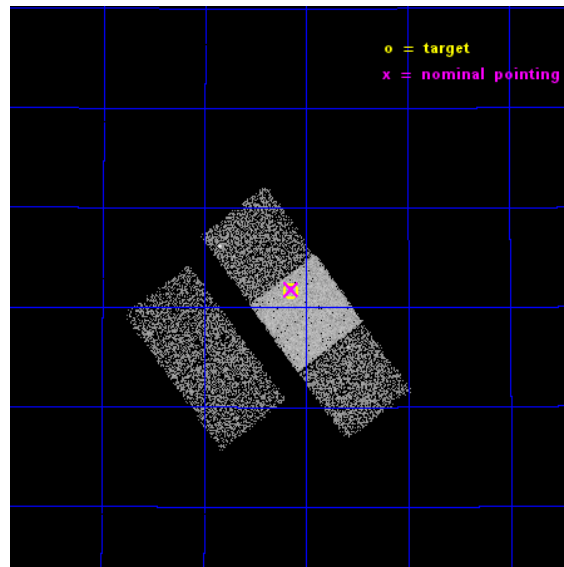 o = target
x = nominal pointing